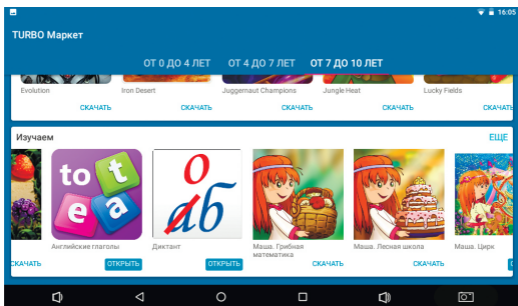 16:05
TURBO Маркет
ОТ 0 ДО 4 ЛЕТ ОТ 4 ДО 7 ЛЕТ ОТ 7 ДО 10 ЛЕТ
Evolution Iron Desert Juggernaut Champions Jungle Heat Lucky Fields
СКАЧАТЬ СКАЧАТЬ СКАЧАТЬ СКАЧАТЬ СКАЧАТЬ
Изучаем ЕЩЕ
to t
e a
О
аб
Английские глаголы Диктант Маша. Грибная математика Маша. Лесная школа Маша. Цирк
СКАЧАТЬ ОТКРЫТЬ ОТКРЫТЬ СКАЧАТЬ СКАЧАТЬ